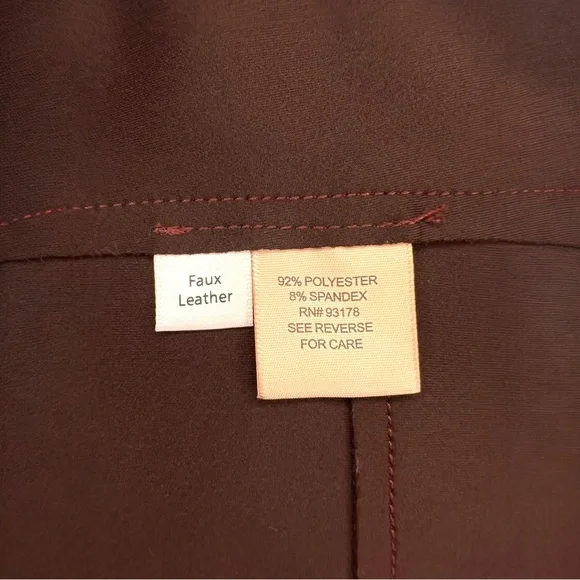 Faux
Leather
92% POLYESTER
8% SPANDEX
RN# 93178
SEE REVERSE
FOR CARE